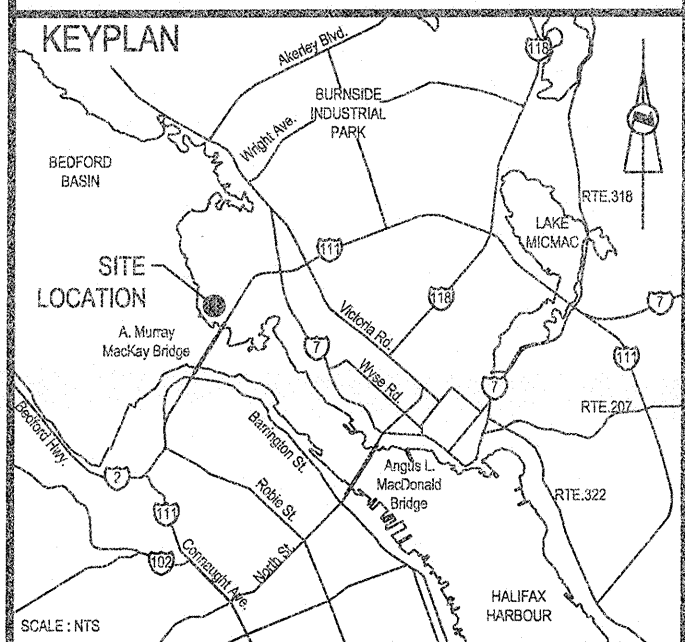 KEYPLAN
Akerley Blvd.
118
BURNSIDE
INDUSTRIAL
PARK
Wright Ave.
BEDFORD
BASIN
RTE.318
LAKE
MICMAC
111
SITE
LOCATION
118
7
A. Murray
MacKay Bridge
Victoria Rd.
7
111
Wyse Rd.
7
Bedford Hwy.
Barrington St.
RTE.207
2
Angus L.
MacDonald
Bridge
Robie St.
RTE.322
111
102
Connaught Ave.
North St.
HALIFAX
HARBOUR
SCALE : NTS